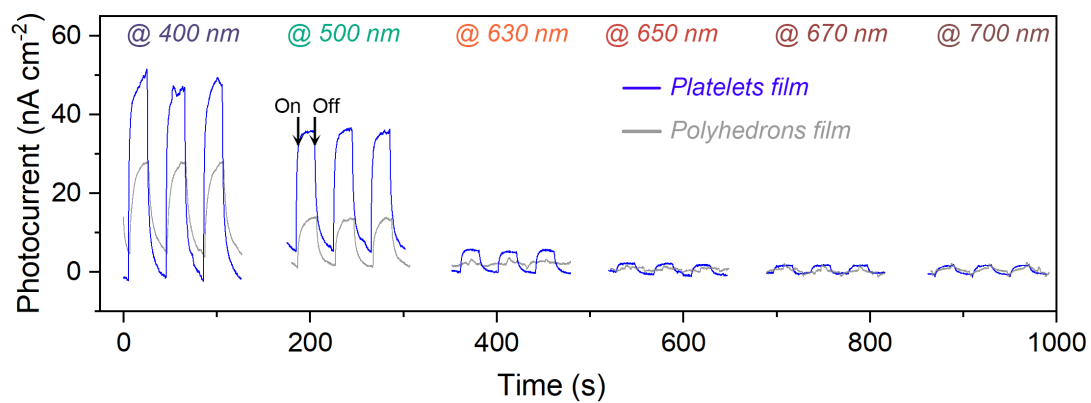 @ 400 nm @ 500 nm @ 630 nm @ 650 nm @ 670 nm @ 700 nm
Platelets film
Polyhedrons film
On Off
Photocurrent (nA cm⁻²)
60
40
20
0
0 200 400 600 800 1000
Time (s)